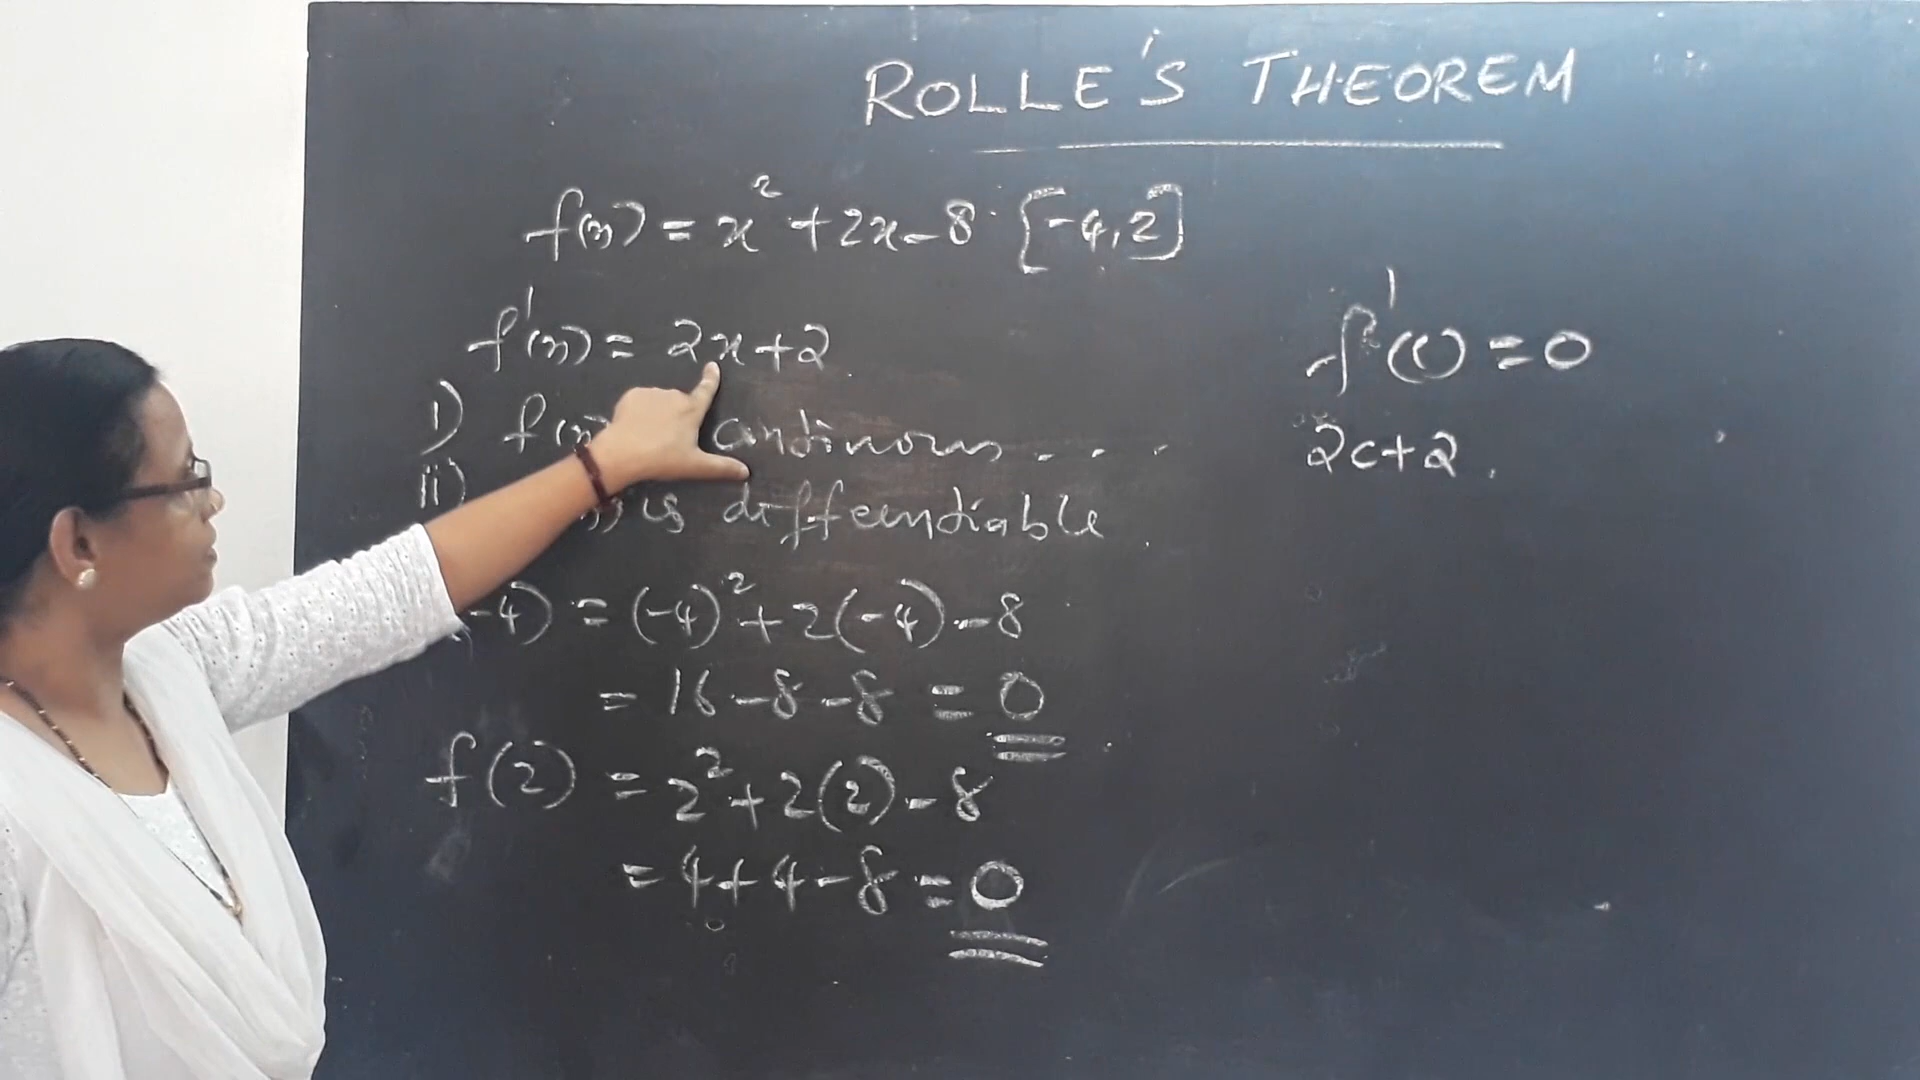 ROLLE'S THEOREM
f(x) = x² + 2x - 8 [-4, 2]
f'(x) = 2x + 2
i) f(x) continous . . .
ii) is differentiable
-4) = (-4)² + 2(-4) - 8
= 16 - 8 - 8 = 0
f(2) = 2² + 2(2) - 8
= 4 + 4 - 8 = 0
f'(c) = 0
2c + 2